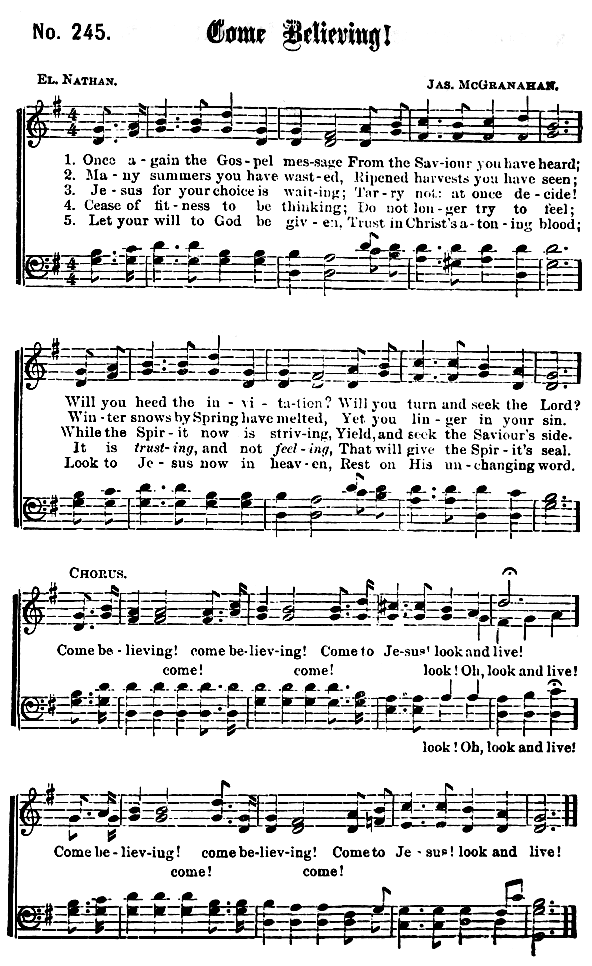 No. 245. Come Believing!
EL. NATHAN. JAS. MCGRANAHAN.
4 4
1. Once a-gain the Gos-pel mes-sage From the Sav-iour you have heard;
2. Ma-ny summers you have wast-ed, Ripened harvests you have seen;
3. Je-sus for your choice is wait-ing; Tar-ry not: at once de-cide!
4. Cease of fit-ness to be thinking; Do not lon-ger try to feel;
5. Let your will to God be giv-en, Trust in Christ's a-ton-ing blood;
4 4
Will you heed the in-vi-ta-tion? Will you turn and seek the Lord?
Win-ter snows by Spring have melted, Yet you lin-ger in your sin.
While the Spir-it now is striv-ing, Yield, and seek the Saviour's side.
It is trust-ing, and not feel-ing, That will give the Spir-it's seal.
Look to Je-sus now in heav-en, Rest on His un-changing word.
CHORUS.
Come be-lieving! come be-liev-ing! Come to Je-sus! look and live!
come! come! look! Oh, look and live!
look! Oh, look and live!
Come be-liev-ing! come be-liev-ing! Come to Je-sus! look and live!
come! come!